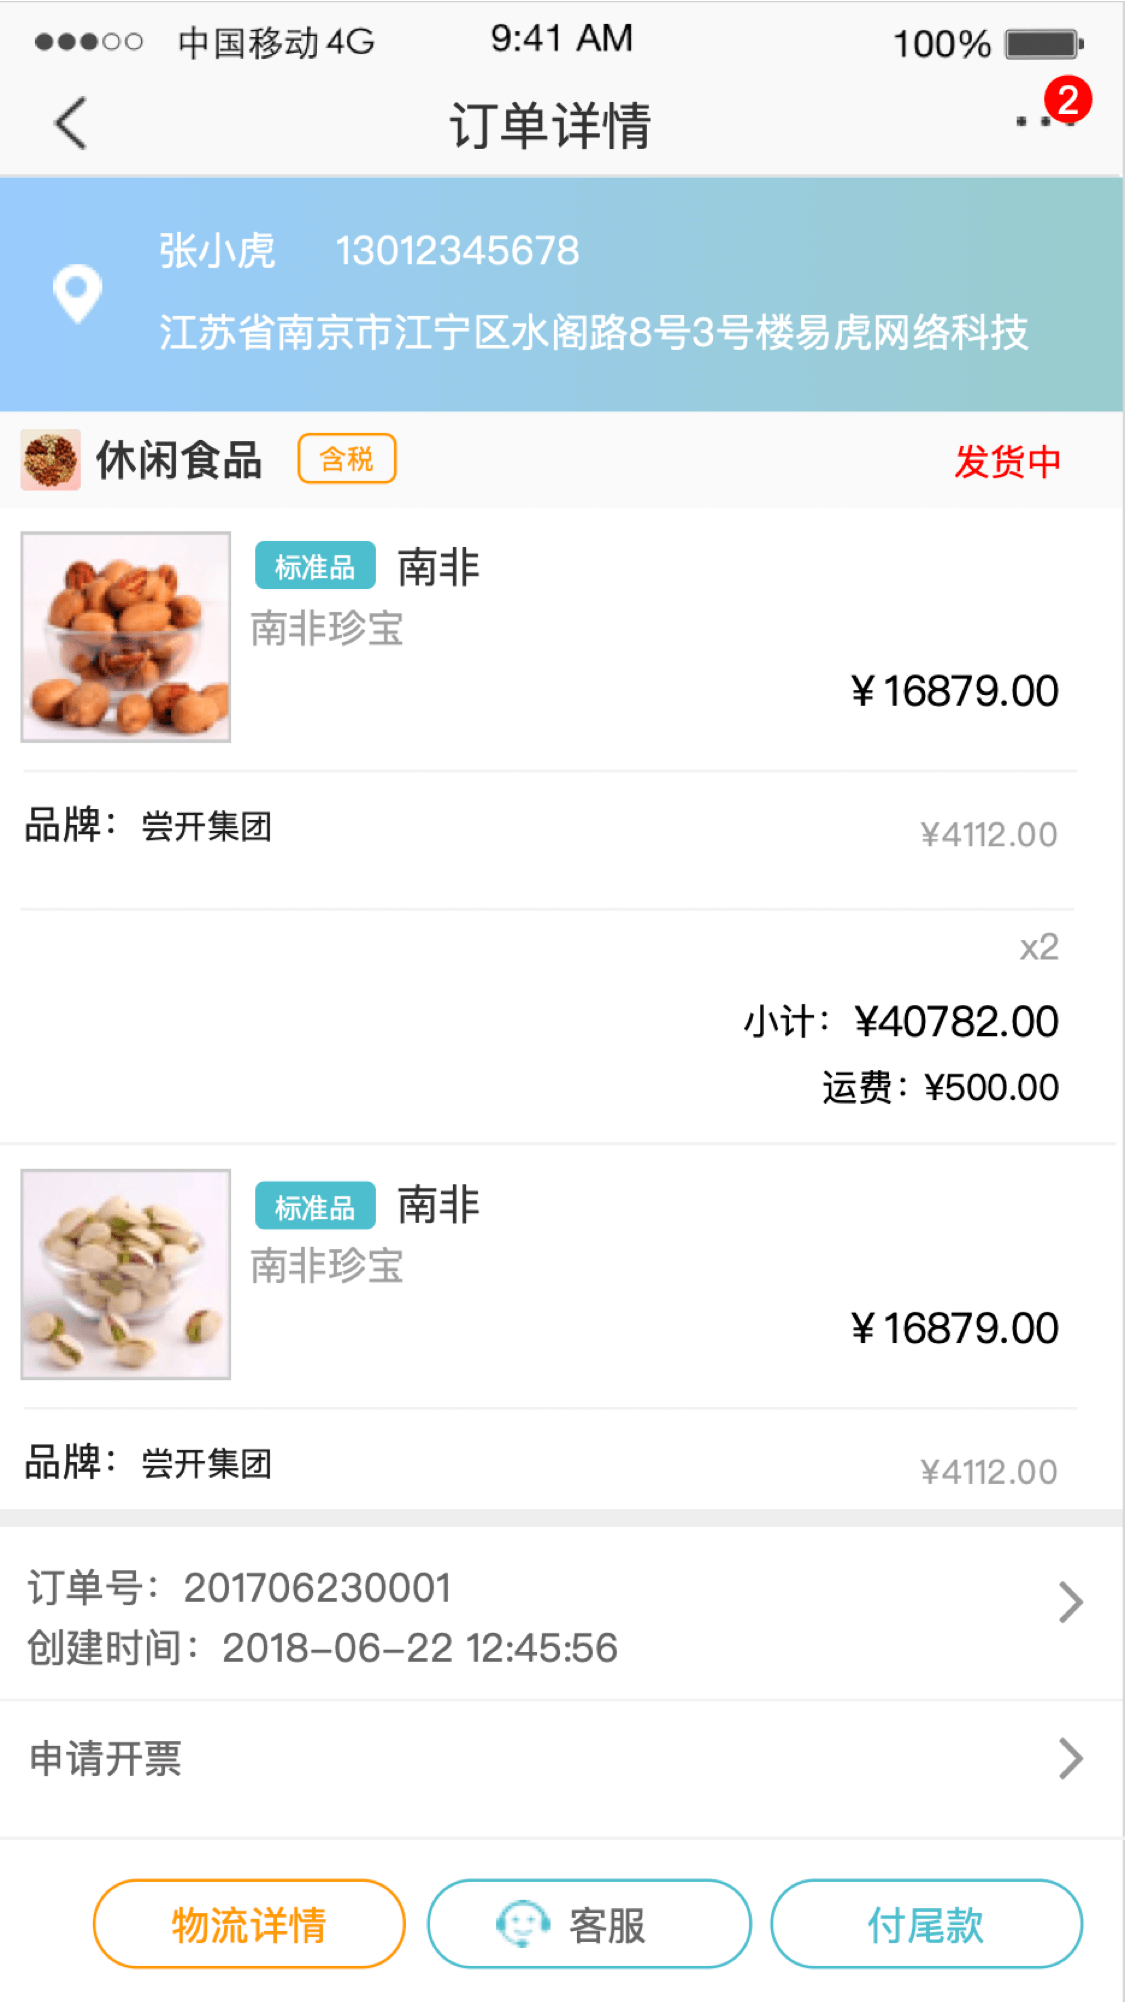 中国移动4G 9:41 AM 100%
订单详情 2
张小虎 13012345678
江苏省南京市江宁区水阁路8号3号楼易虎网络科技
休闲食品 含税 发货中
标准品 南非
南非珍宝
¥16879.00
品牌： 尝开集团 ¥4112.00
x2
小计： ¥40782.00
运费：¥500.00
标准品 南非
南非珍宝
¥16879.00
品牌： 尝开集团 ¥4112.00
订单号：201706230001
创建时间：2018-06-22 12:45:56
申请开票
物流详情 客服 付尾款